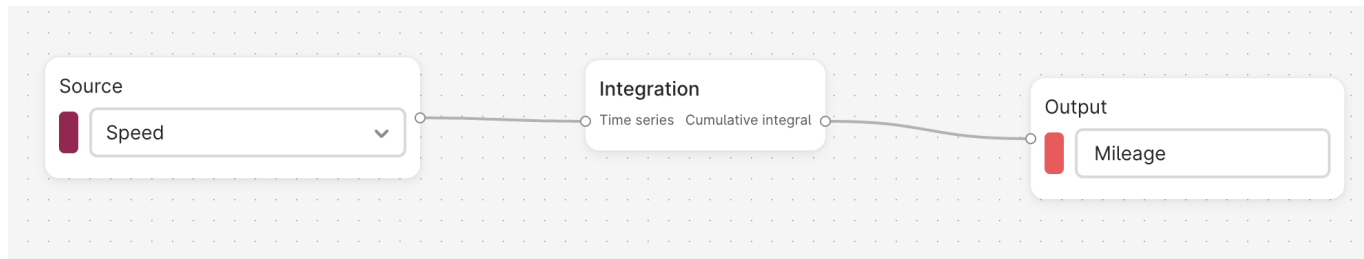 Source
Speed
Integration
Time series Cumulative integral
Output
Mileage